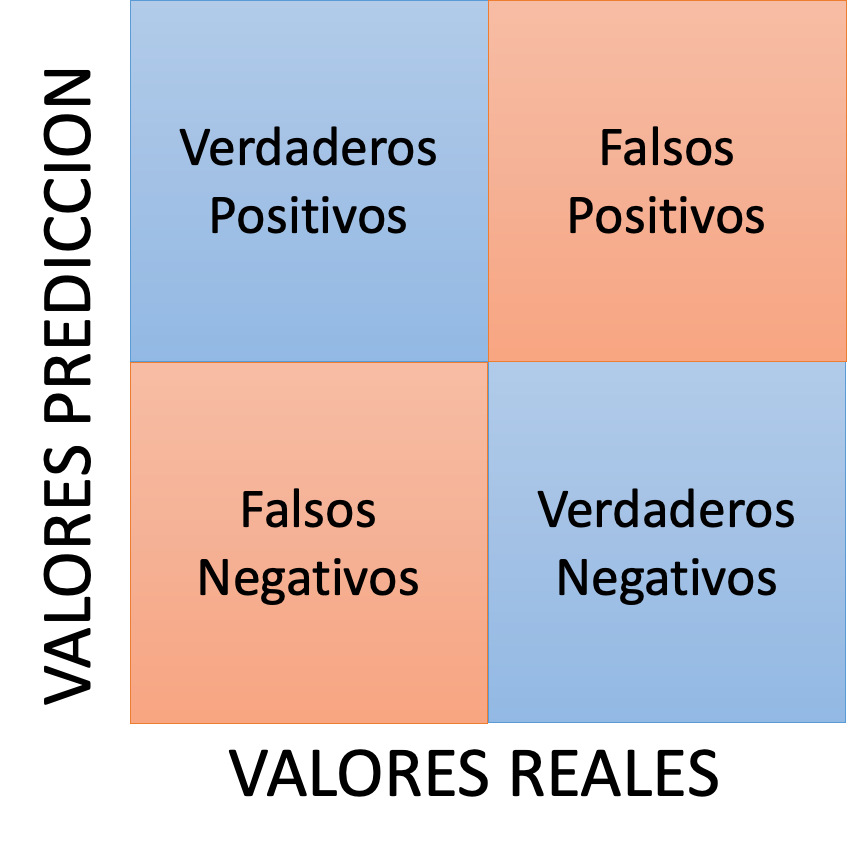 VALORES PREDICCION
Verdaderos
Positivos
Falsos
Positivos
Falsos
Negativos
Verdaderos
Negativos
VALORES REALES